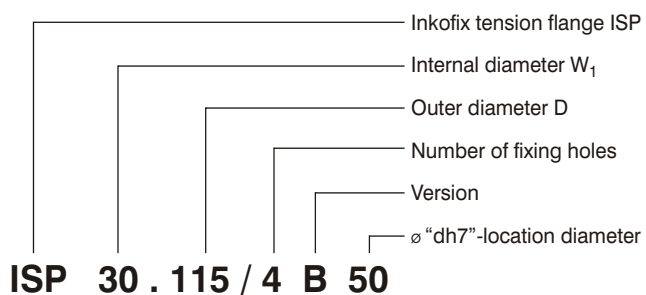 Inkofix tension flange ISP
Internal diameter W₁
Outer diameter D
Number of fixing holes
Version
ø “dh7”-location diameter
ISP 30 . 115 / 4 B 50